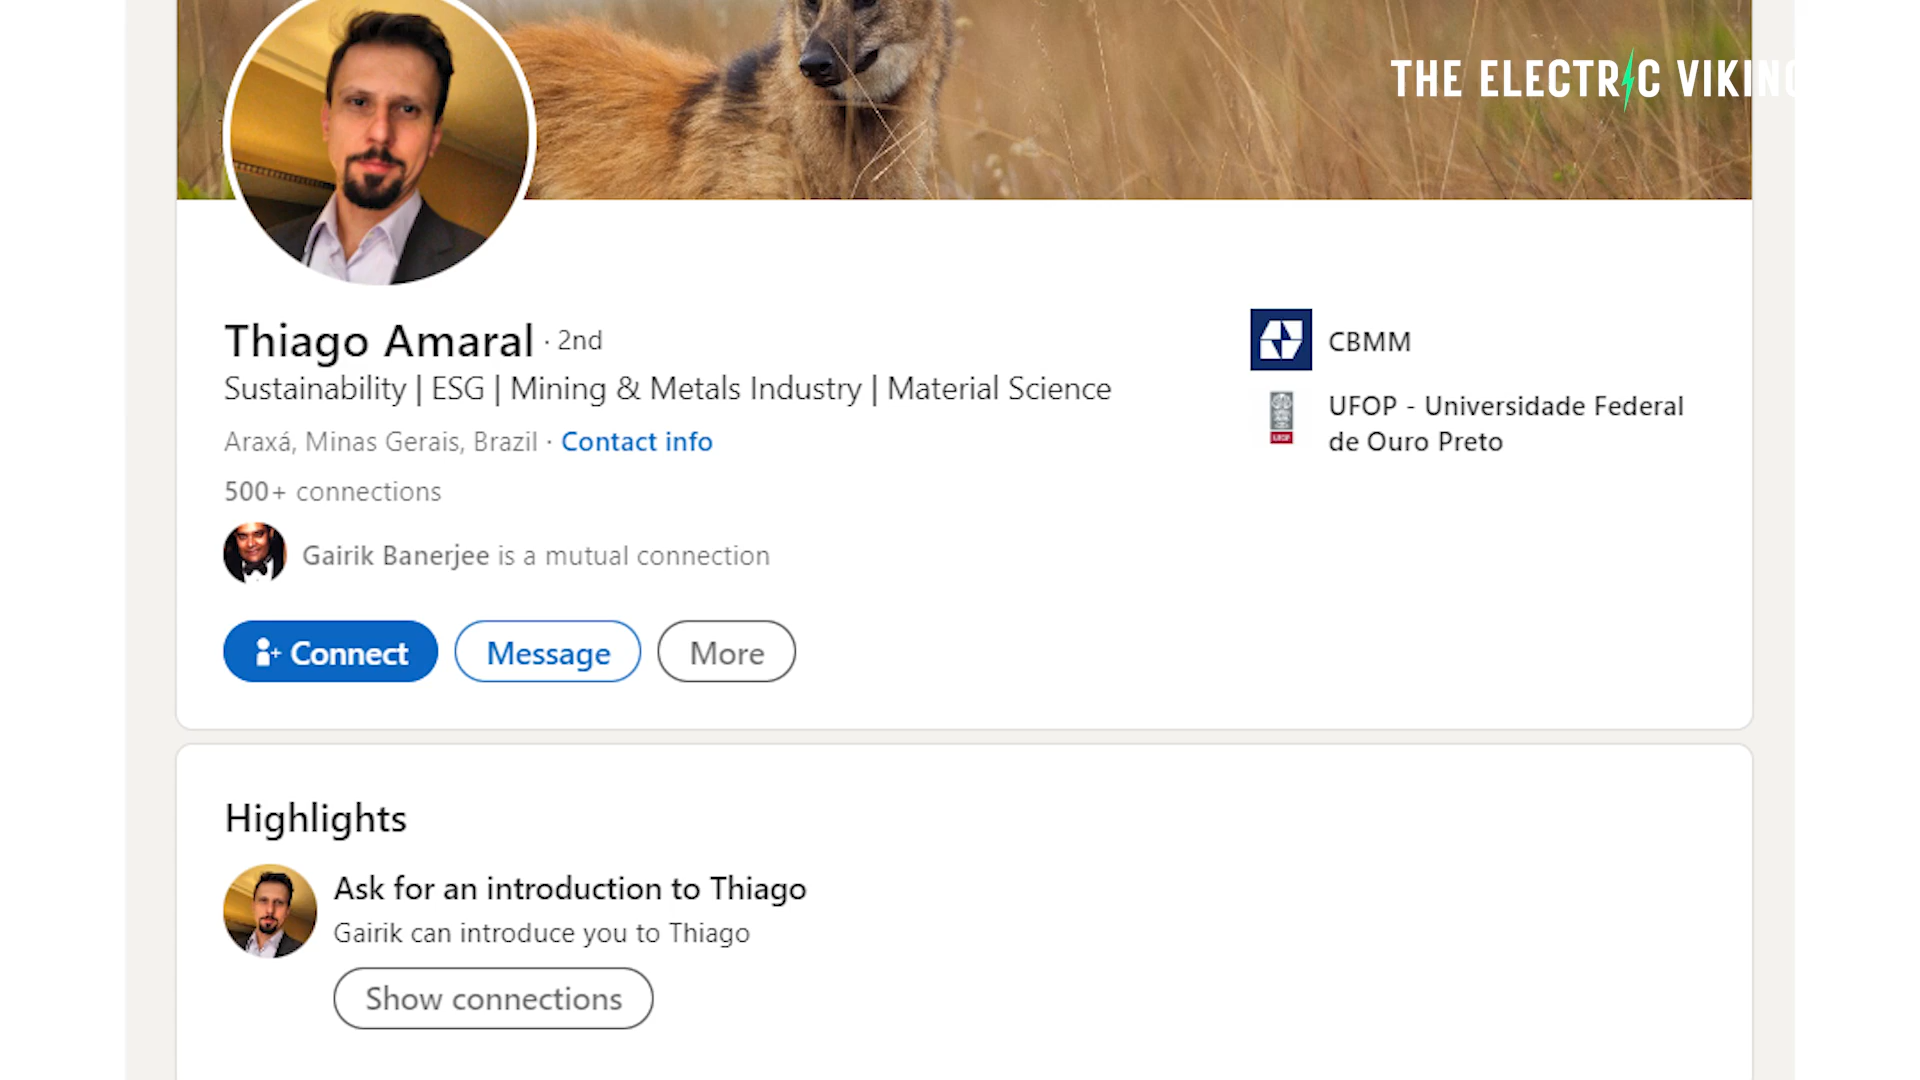 THE ELECTRIC VIKING
Thiago Amaral · 2nd
Sustainability | ESG | Mining & Metals Industry | Material Science
Araxá, Minas Gerais, Brazil · Contact info
500+ connections
Gairik Banerjee is a mutual connection
Connect
Message
More
CBMM
UFOP - Universidade Federal
de Ouro Preto
Highlights
Ask for an introduction to Thiago
Gairik can introduce you to Thiago
Show connections